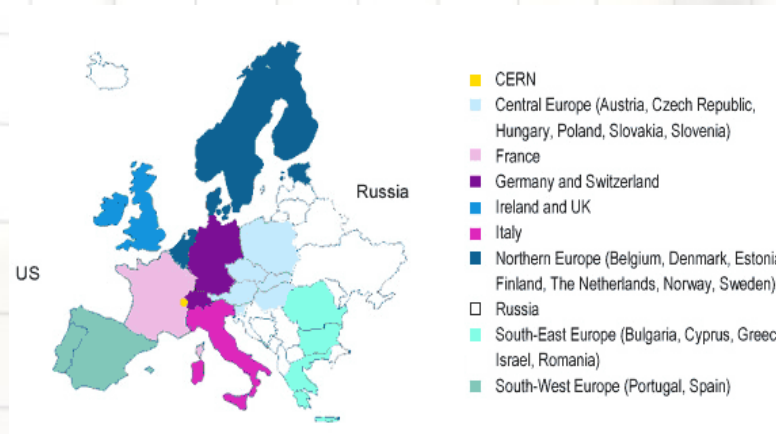 Russia
US
CERN
Central Europe (Austria, Czech Republic,
Hungary, Poland, Slovakia, Slovenia)
France
Germany and Switzerland
Ireland and UK
Italy
Northern Europe (Belgium, Denmark, Estonia
Finland, The Netherlands, Norway, Sweden)
Russia
South-East Europe (Bulgaria, Cyprus, Greec
Israel, Romania)
South-West Europe (Portugal, Spain)